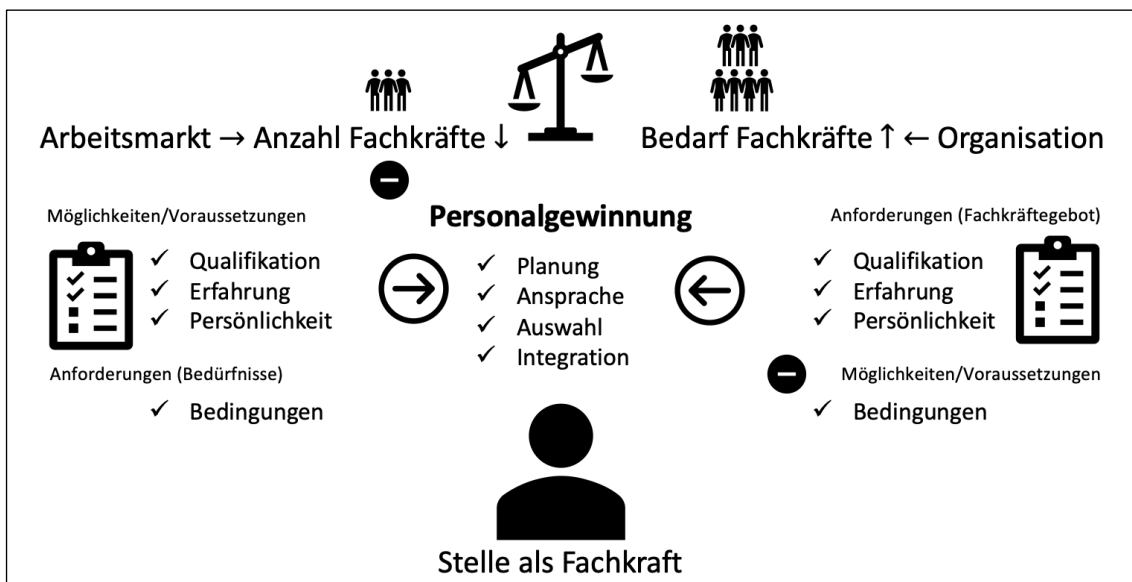 Arbeitsmarkt → Anzahl Fachkräfte ↓
Bedarf Fachkräfte ↑ ← Organisation
Möglichkeiten/Voraussetzungen
✓ Qualifikation
✓ Erfahrung
✓ Persönlichkeit
Anforderungen (Bedürfnisse)
✓ Bedingungen
Personalgewinnung
✓ Planung
✓ Ansprache
✓ Auswahl
✓ Integration
Anforderungen (Fachkräftegebot)
✓ Qualifikation
✓ Erfahrung
✓ Persönlichkeit
Möglichkeiten/Voraussetzungen
✓ Bedingungen
Stelle als Fachkraft